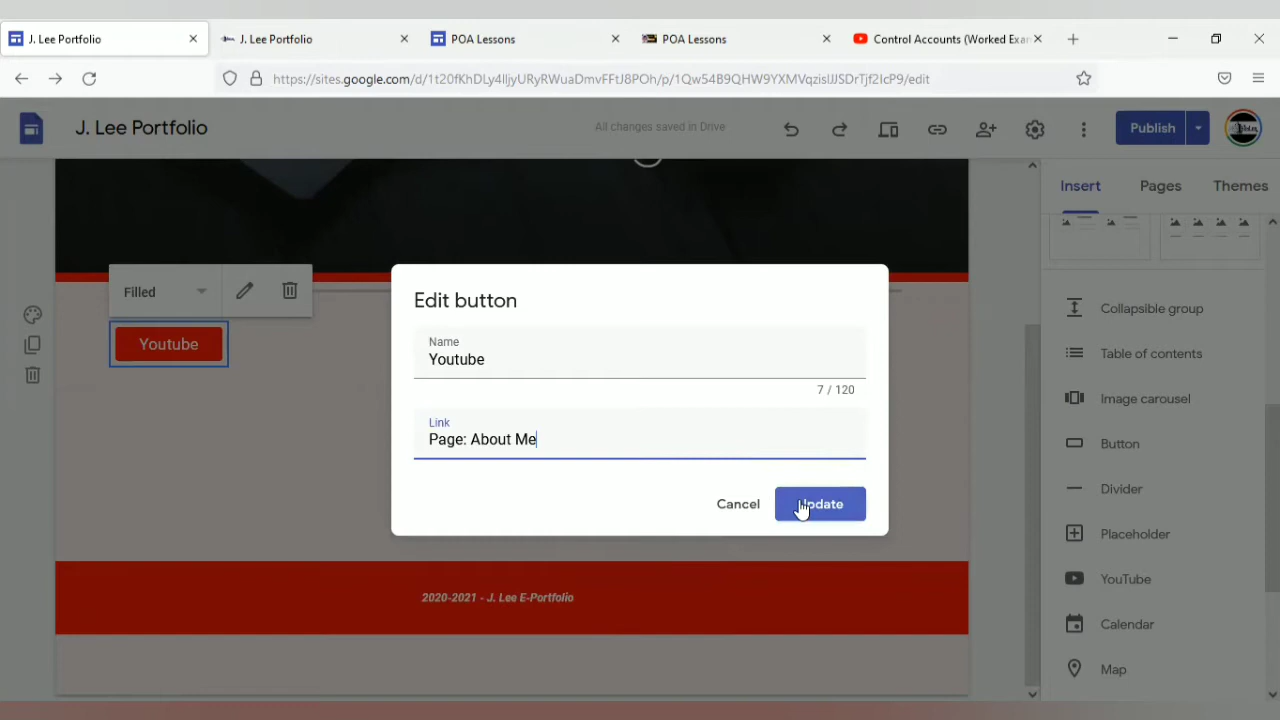 J. Lee Portfolio
J. Lee Portfolio
POA Lessons
POA Lessons
Control Accounts (Worked Exa
https://sites.google.com/d/1t20fKhDLy4lIjyURyRWuaDmvFFtJ8POh/p/1Qw54B9QHW9YXMVqzisIJJSDrTjf2IcP9/edit
J. Lee Portfolio
All changes saved in Drive
Publish
Insert
Pages
Themes
Filled
Youtube
Edit button
Name
Youtube
7 / 120
Link
Page: About Me
Cancel
Update
Collapsible group
Table of contents
Image carousel
Button
Divider
Placeholder
YouTube
Calendar
Map
2020-2021 - J. Lee E-Portfolio